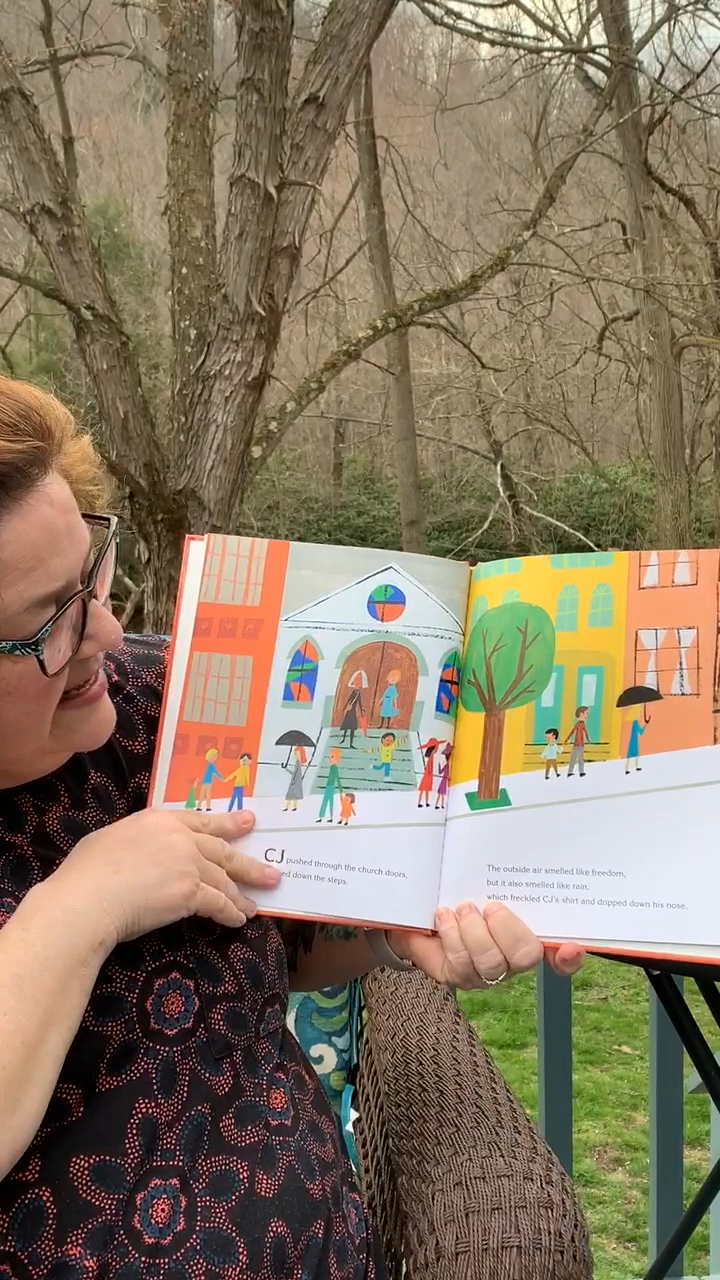 CJ pushed through the church doors,
down the steps.
The outside air smelled like freedom,
but it also smelled like rain,
which freckled CJ's shirt and dripped down his nose.